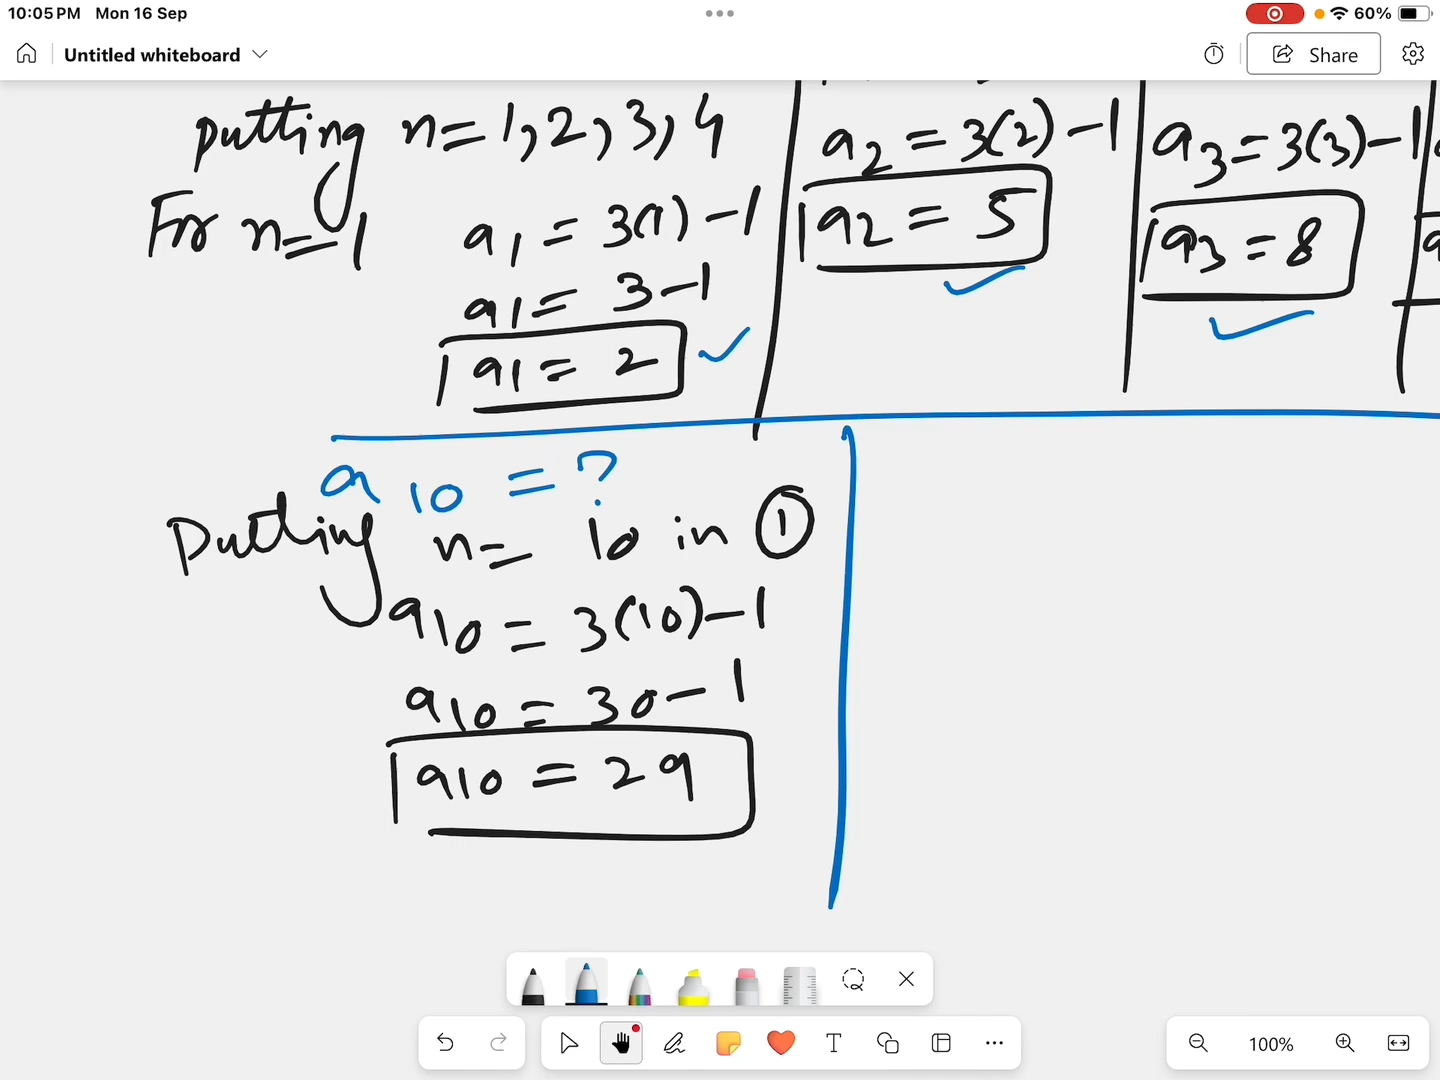 10:05 PM Mon 16 Sep
60%
Untitled whiteboard
Share
putting n=1,2,3,4
For n=1
a1 = 3(1)-1
a1 = 3-1
a1 = 2
a2 = 3(2)-1
a2 = 5
a3 = 3(3)-1
a3 = 8
a10 = ?
Putting n= 10 in ①
a10 = 3(10)-1
a10 = 30-1
a10 = 29
T
100%